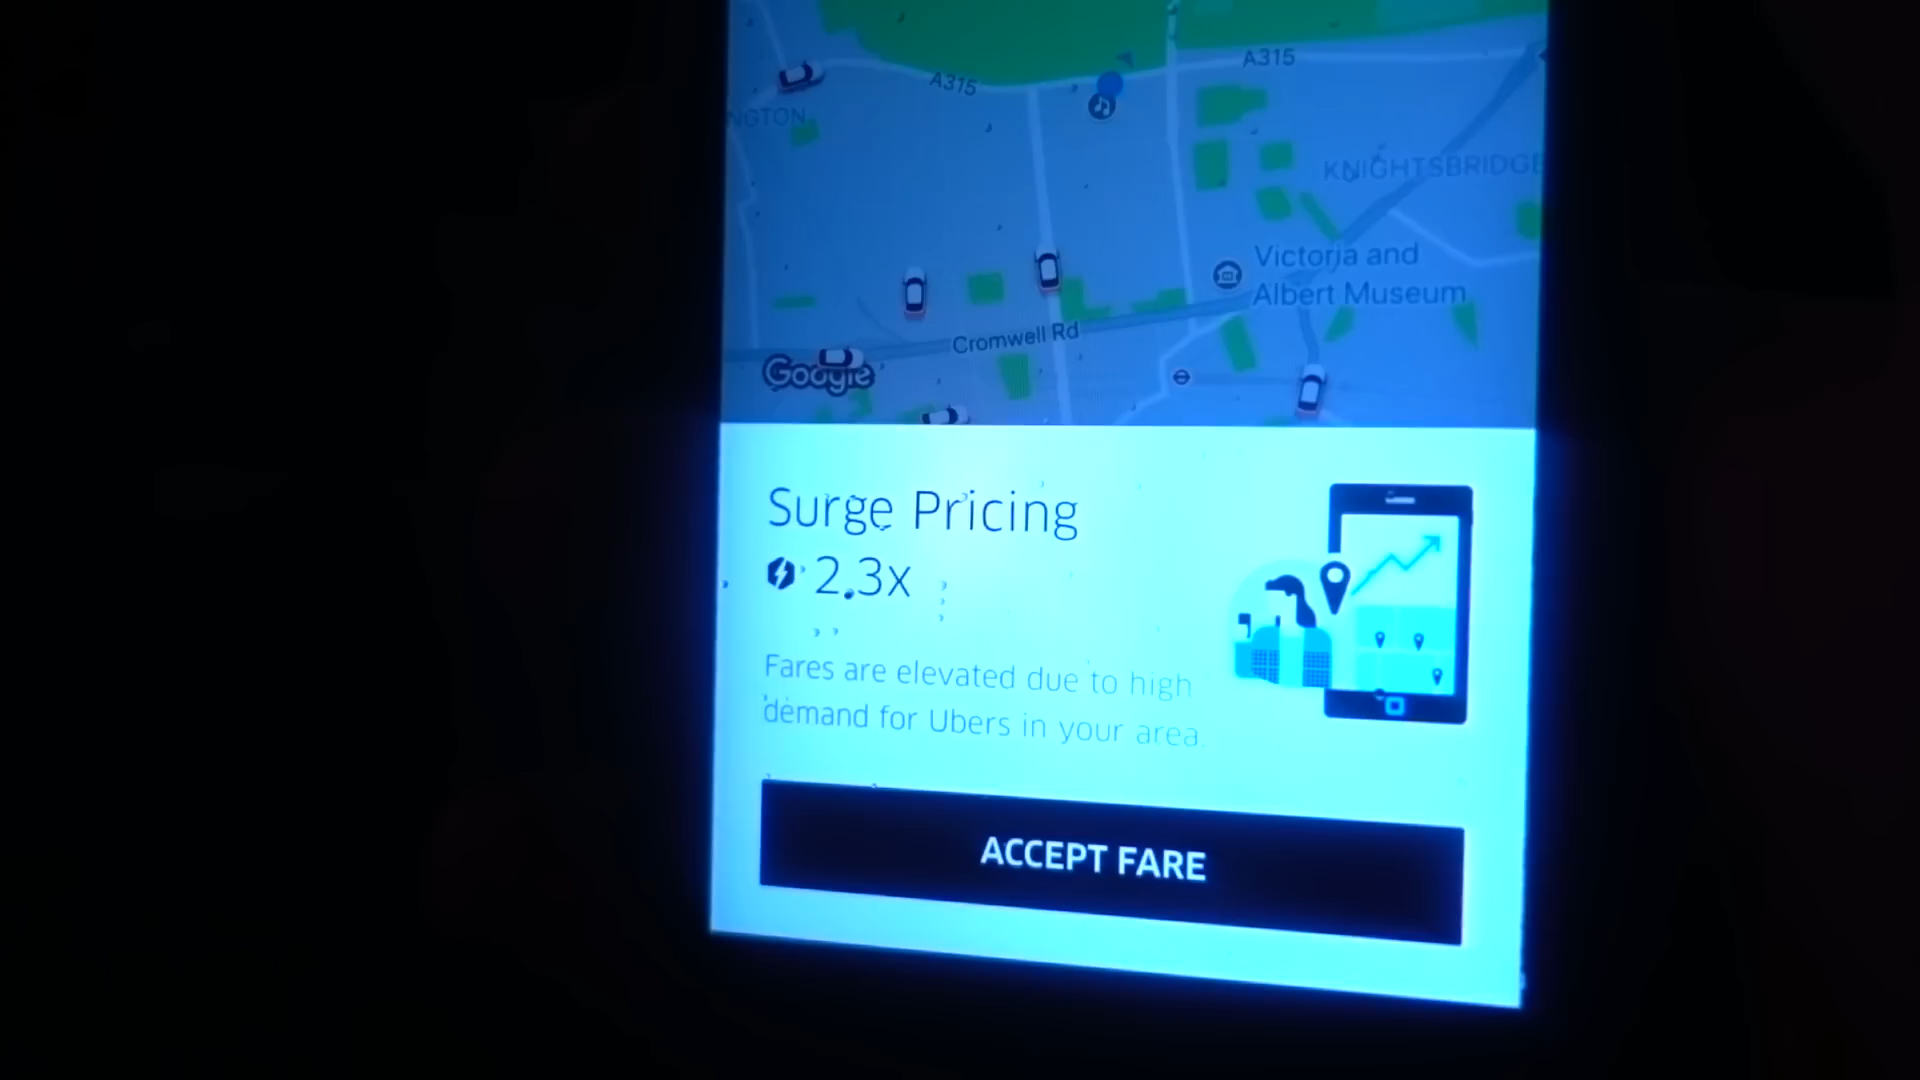 A315
A315
NGTON
KNIGHTSBRIDGE
Victoria and
Albert Museum
Cromwell Rd
Google
Surge Pricing
2.3x
Fares are elevated due to high
demand for Ubers in your area.
ACCEPT FARE